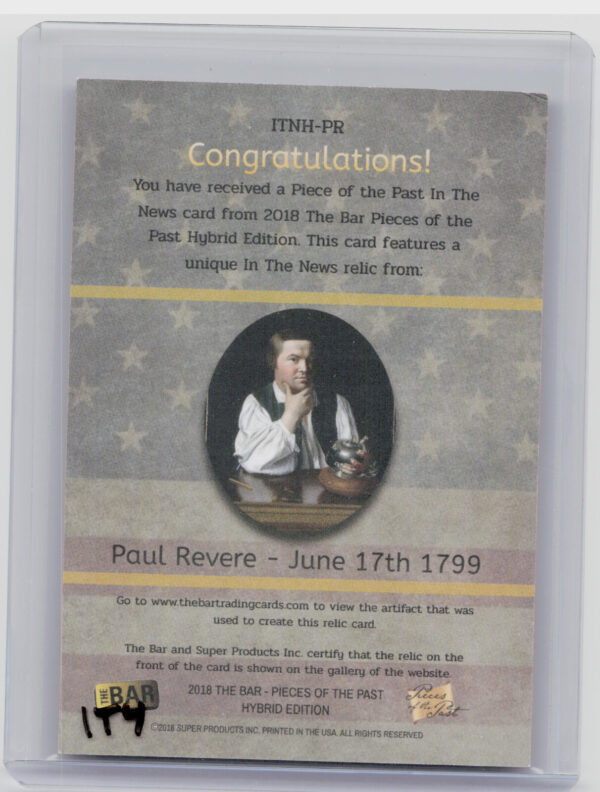 ITNH-PR
Congratulations!
You have received a Piece of the Past In The
News card from 2018 The Bar Pieces of the
Past Hybrid Edition. This card features a
unique In The News relic from:
Paul Revere - June 17th 1799
Go to www.thebartradingcards.com to view the artifact that was
used to create this relic card.
The Bar and Super Products Inc. certify that the relic on the
front of the card is shown on the gallery of the website.
THE BAR
2018 THE BAR - PIECES OF THE PAST
HYBRID EDITION
Pieces
of the Past
©2018 SUPER PRODUCTS INC. PRINTED IN THE USA. ALL RIGHTS RESERVED